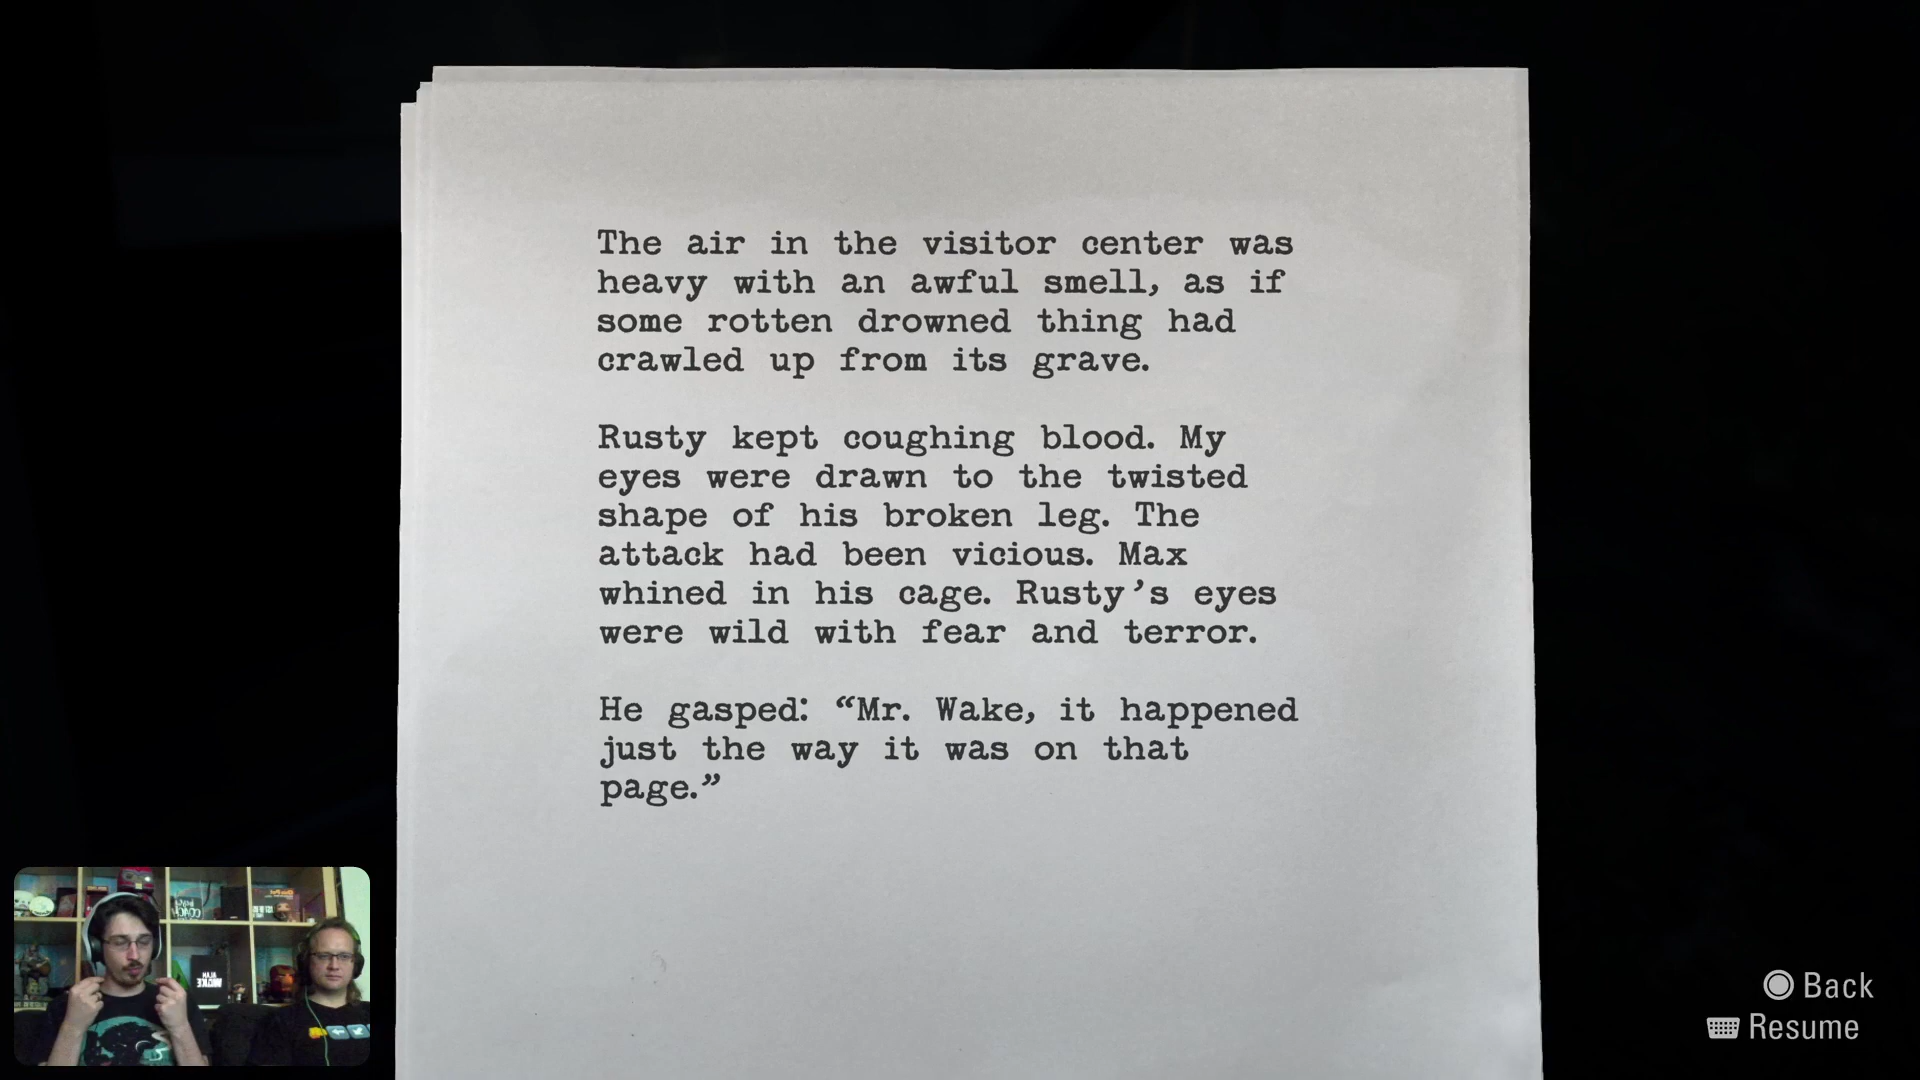 The air in the visitor center was
heavy with an awful smell, as if
some rotten drowned thing had
crawled up from its grave.
Rusty kept coughing blood. My
eyes were drawn to the twisted
shape of his broken leg. The
attack had been vicious. Max
whined in his cage. Rusty’s eyes
were wild with fear and terror.
He gasped: “Mr. Wake, it happened
just the way it was on that
page.”
Back
Resume
ALAN
WAKE